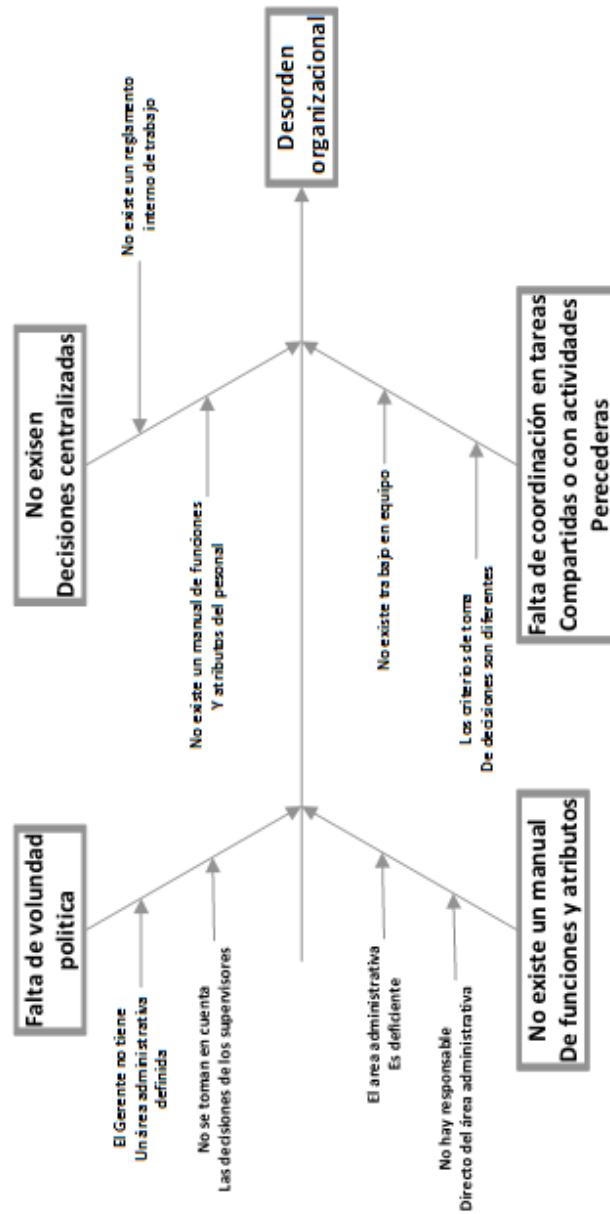 Falta de volundad
politica
No exisen
Decisiones centralizadas
El Gerente no tiene
Un área administrativa
definida
No se toman en cuenta
Las decisiones de los supervisores
No existe un reglamento
interno de trabajo
No existe un manual de funciones
Y atributos del pesonal
Desorden
organizacional
El area administrativa
Es deficiente
No hay responsable
Directo del área administrativa
No existe trabajo en equipo
Los criterios de toma
De decisiones son diferentes
No existe un manual
De funciones y atributos
Falta de coordinación en tareas
Compartidas o con actividades
Perecederas